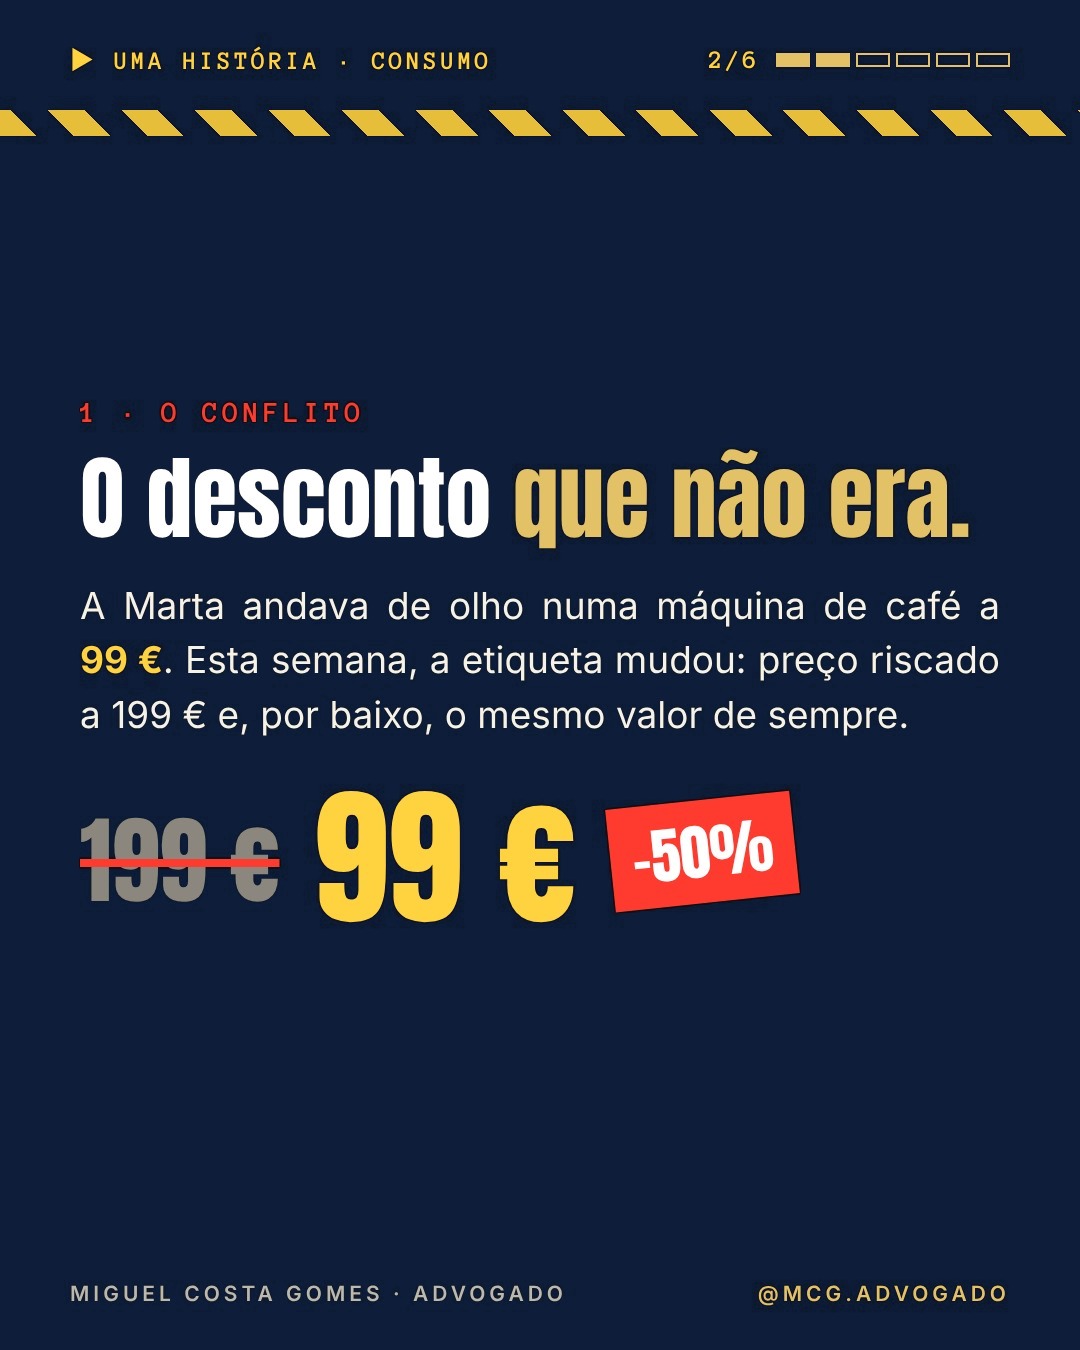 ▶ UMA HISTÓRIA · CONSUMO
2/6
1 · O CONFLITO
O desconto que não era.
A Marta andava de olho numa máquina de café a
99 €. Esta semana, a etiqueta mudou: preço riscado
a 199 € e, por baixo, o mesmo valor de sempre.
199 € 99 € -50%
MIGUEL COSTA GOMES · ADVOGADO
@MCG.ADVOGADO